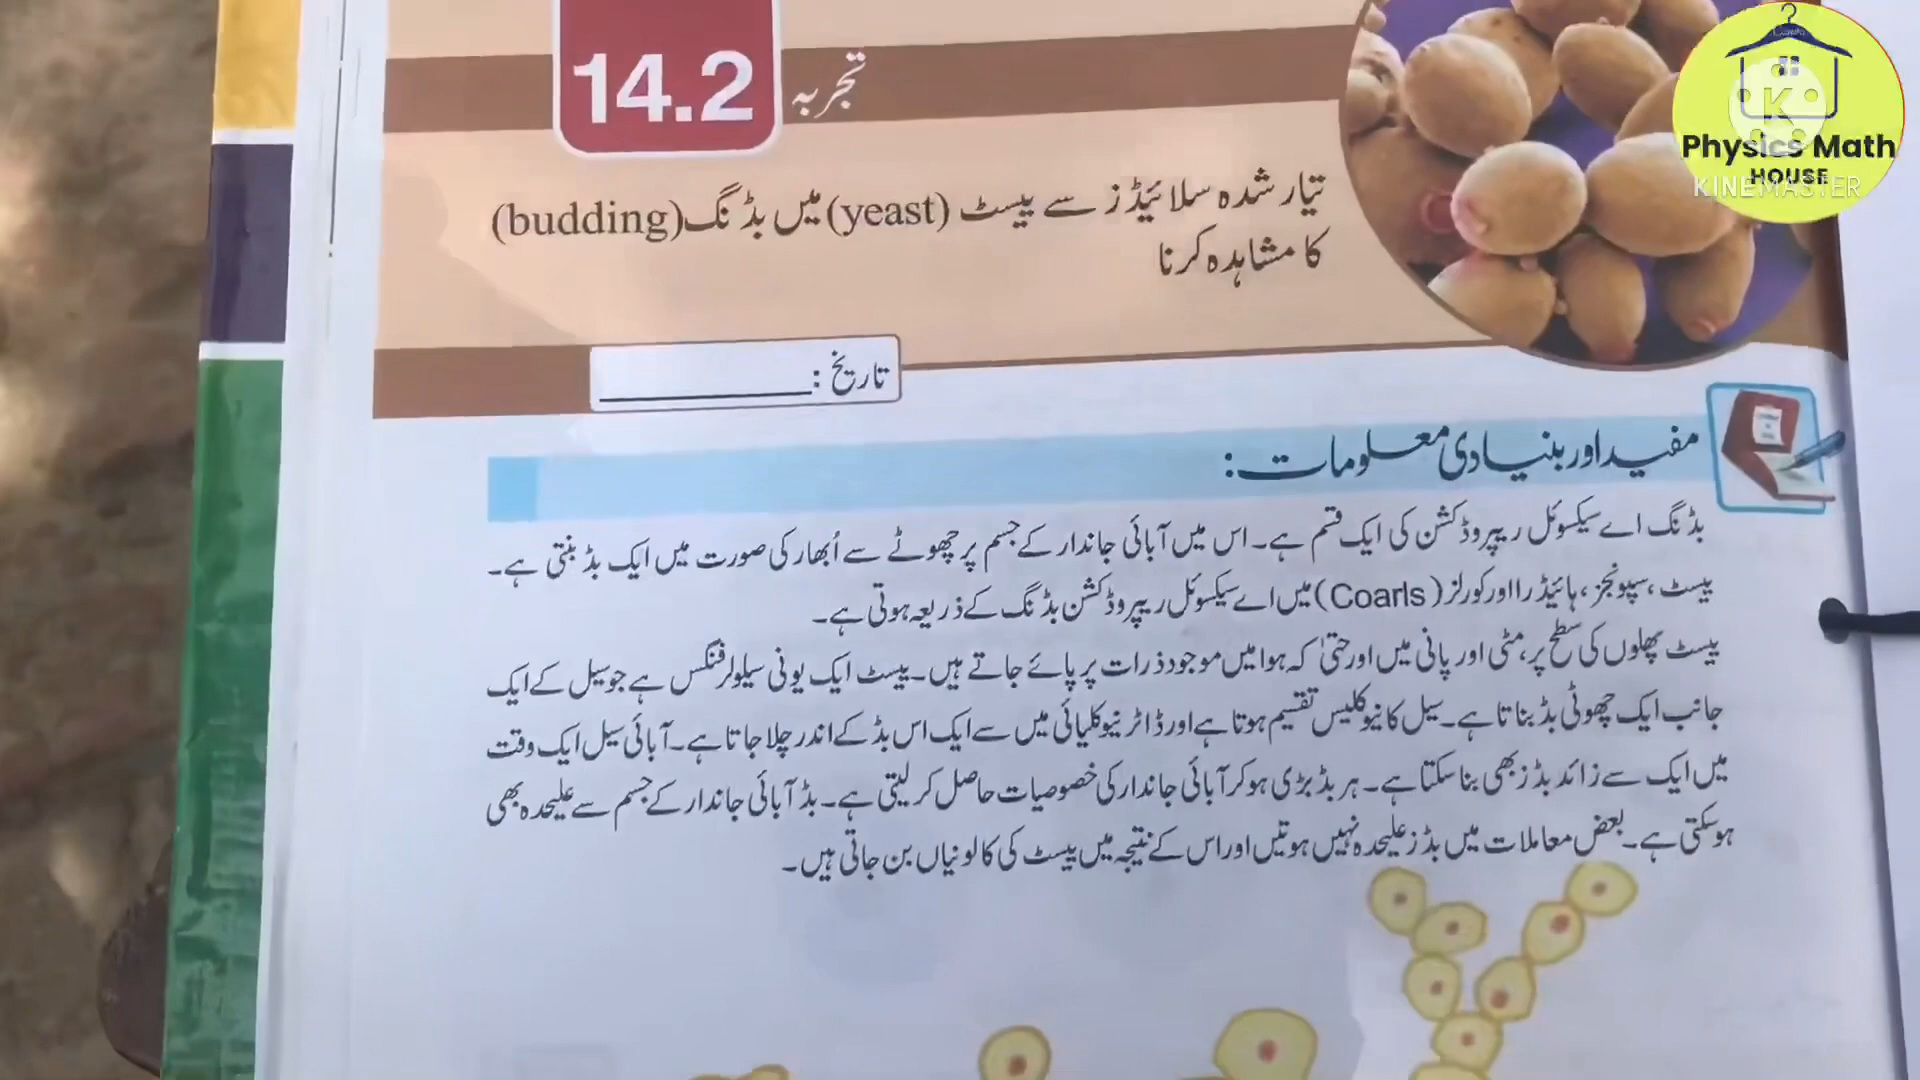 14.2 تجربہ
تیار شدہ سلائیڈز سے ییسٹ (yeast) میں بڈنگ (budding)
کا مشاہدہ کرنا
تاریخ :
مفید اور بنیادی معلومات:
بڈنگ اے سیکسوئل ریپروڈکشن کی ایک قسم ہے۔ اس میں آبائی جاندار کے جسم پر چھوٹے سے اُبھار کی صورت میں ایک بڈ بنتی ہے۔
ییسٹ، سپونجز، ہائیڈرا اور کورلز (Coarls) میں اے سیکسوئل ریپروڈکشن بڈنگ کے ذریعہ ہوتی ہے۔
ییسٹ پھلوں کی سطح پر، مٹی اور پانی میں اور حتیٰ کہ ہوا میں موجود ذرات پر پائے جاتے ہیں۔ ییسٹ ایک یونی سیلولر فنگس ہے جو سیل کے ایک
جانب ایک چھوٹی بڈ بناتا ہے۔ سیل کا نیوکلیس تقسیم ہوتا ہے اور ڈاٹر نیوکلیائی میں سے ایک اس بڈ کے اندر چلا جاتا ہے۔ آبائی سیل ایک وقت
میں ایک سے زائد بڈز بھی بنا سکتا ہے۔ ہر بڈ بڑی ہو کر آبائی جاندار کی خصوصیات حاصل کر لیتی ہے۔ بڈ آبائی جاندار کے جسم سے علیحدہ بھی
ہو سکتی ہے۔ بعض معاملات میں بڈز علیحدہ نہیں ہوتیں اور اس کے نتیجہ میں ییسٹ کی کالونیاں بن جاتی ہیں۔
K
Physics Math
HOUSE
KINEMASTER